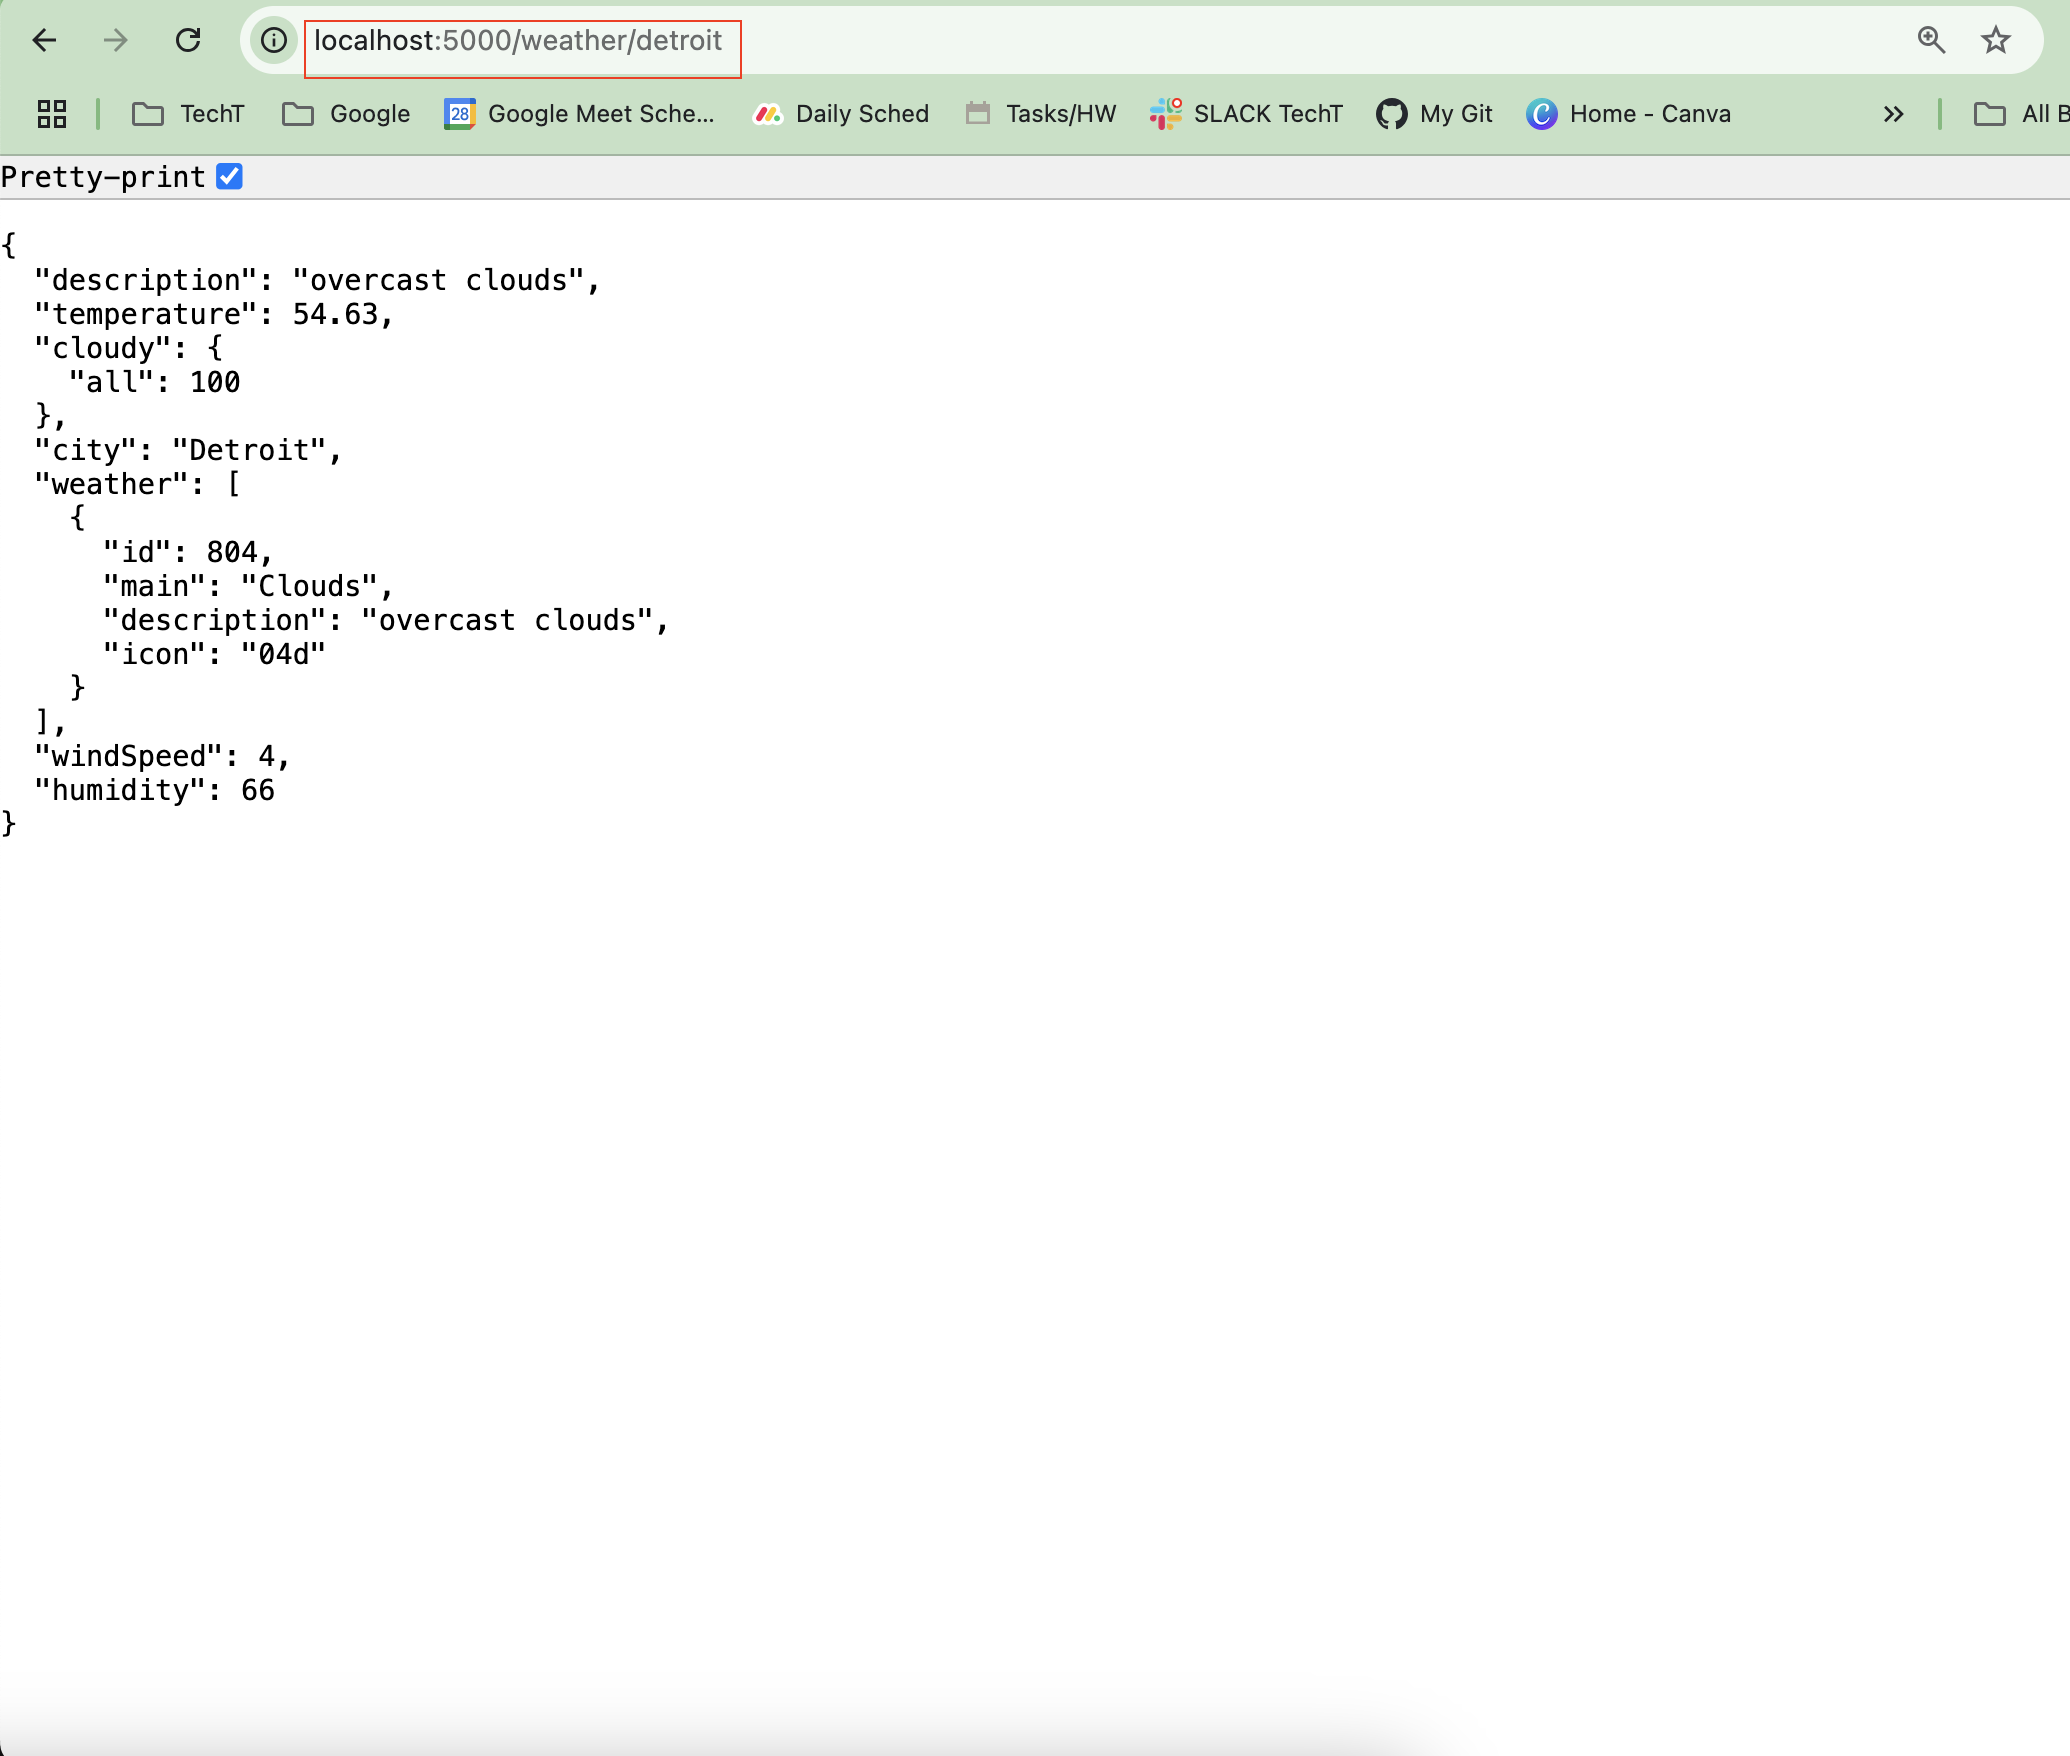 localhost:5000/weather/detroit
TechT Google 28 Google Meet Sche... Daily Sched Tasks/HW SLACK TechT My Git Home - Canva All B
Pretty-print
{
  "description": "overcast clouds",
  "temperature": 54.63,
  "cloudy": {
    "all": 100
  },
  "city": "Detroit",
  "weather": [
    {
      "id": 804,
      "main": "Clouds",
      "description": "overcast clouds",
      "icon": "04d"
    }
  ],
  "windSpeed": 4,
  "humidity": 66
}